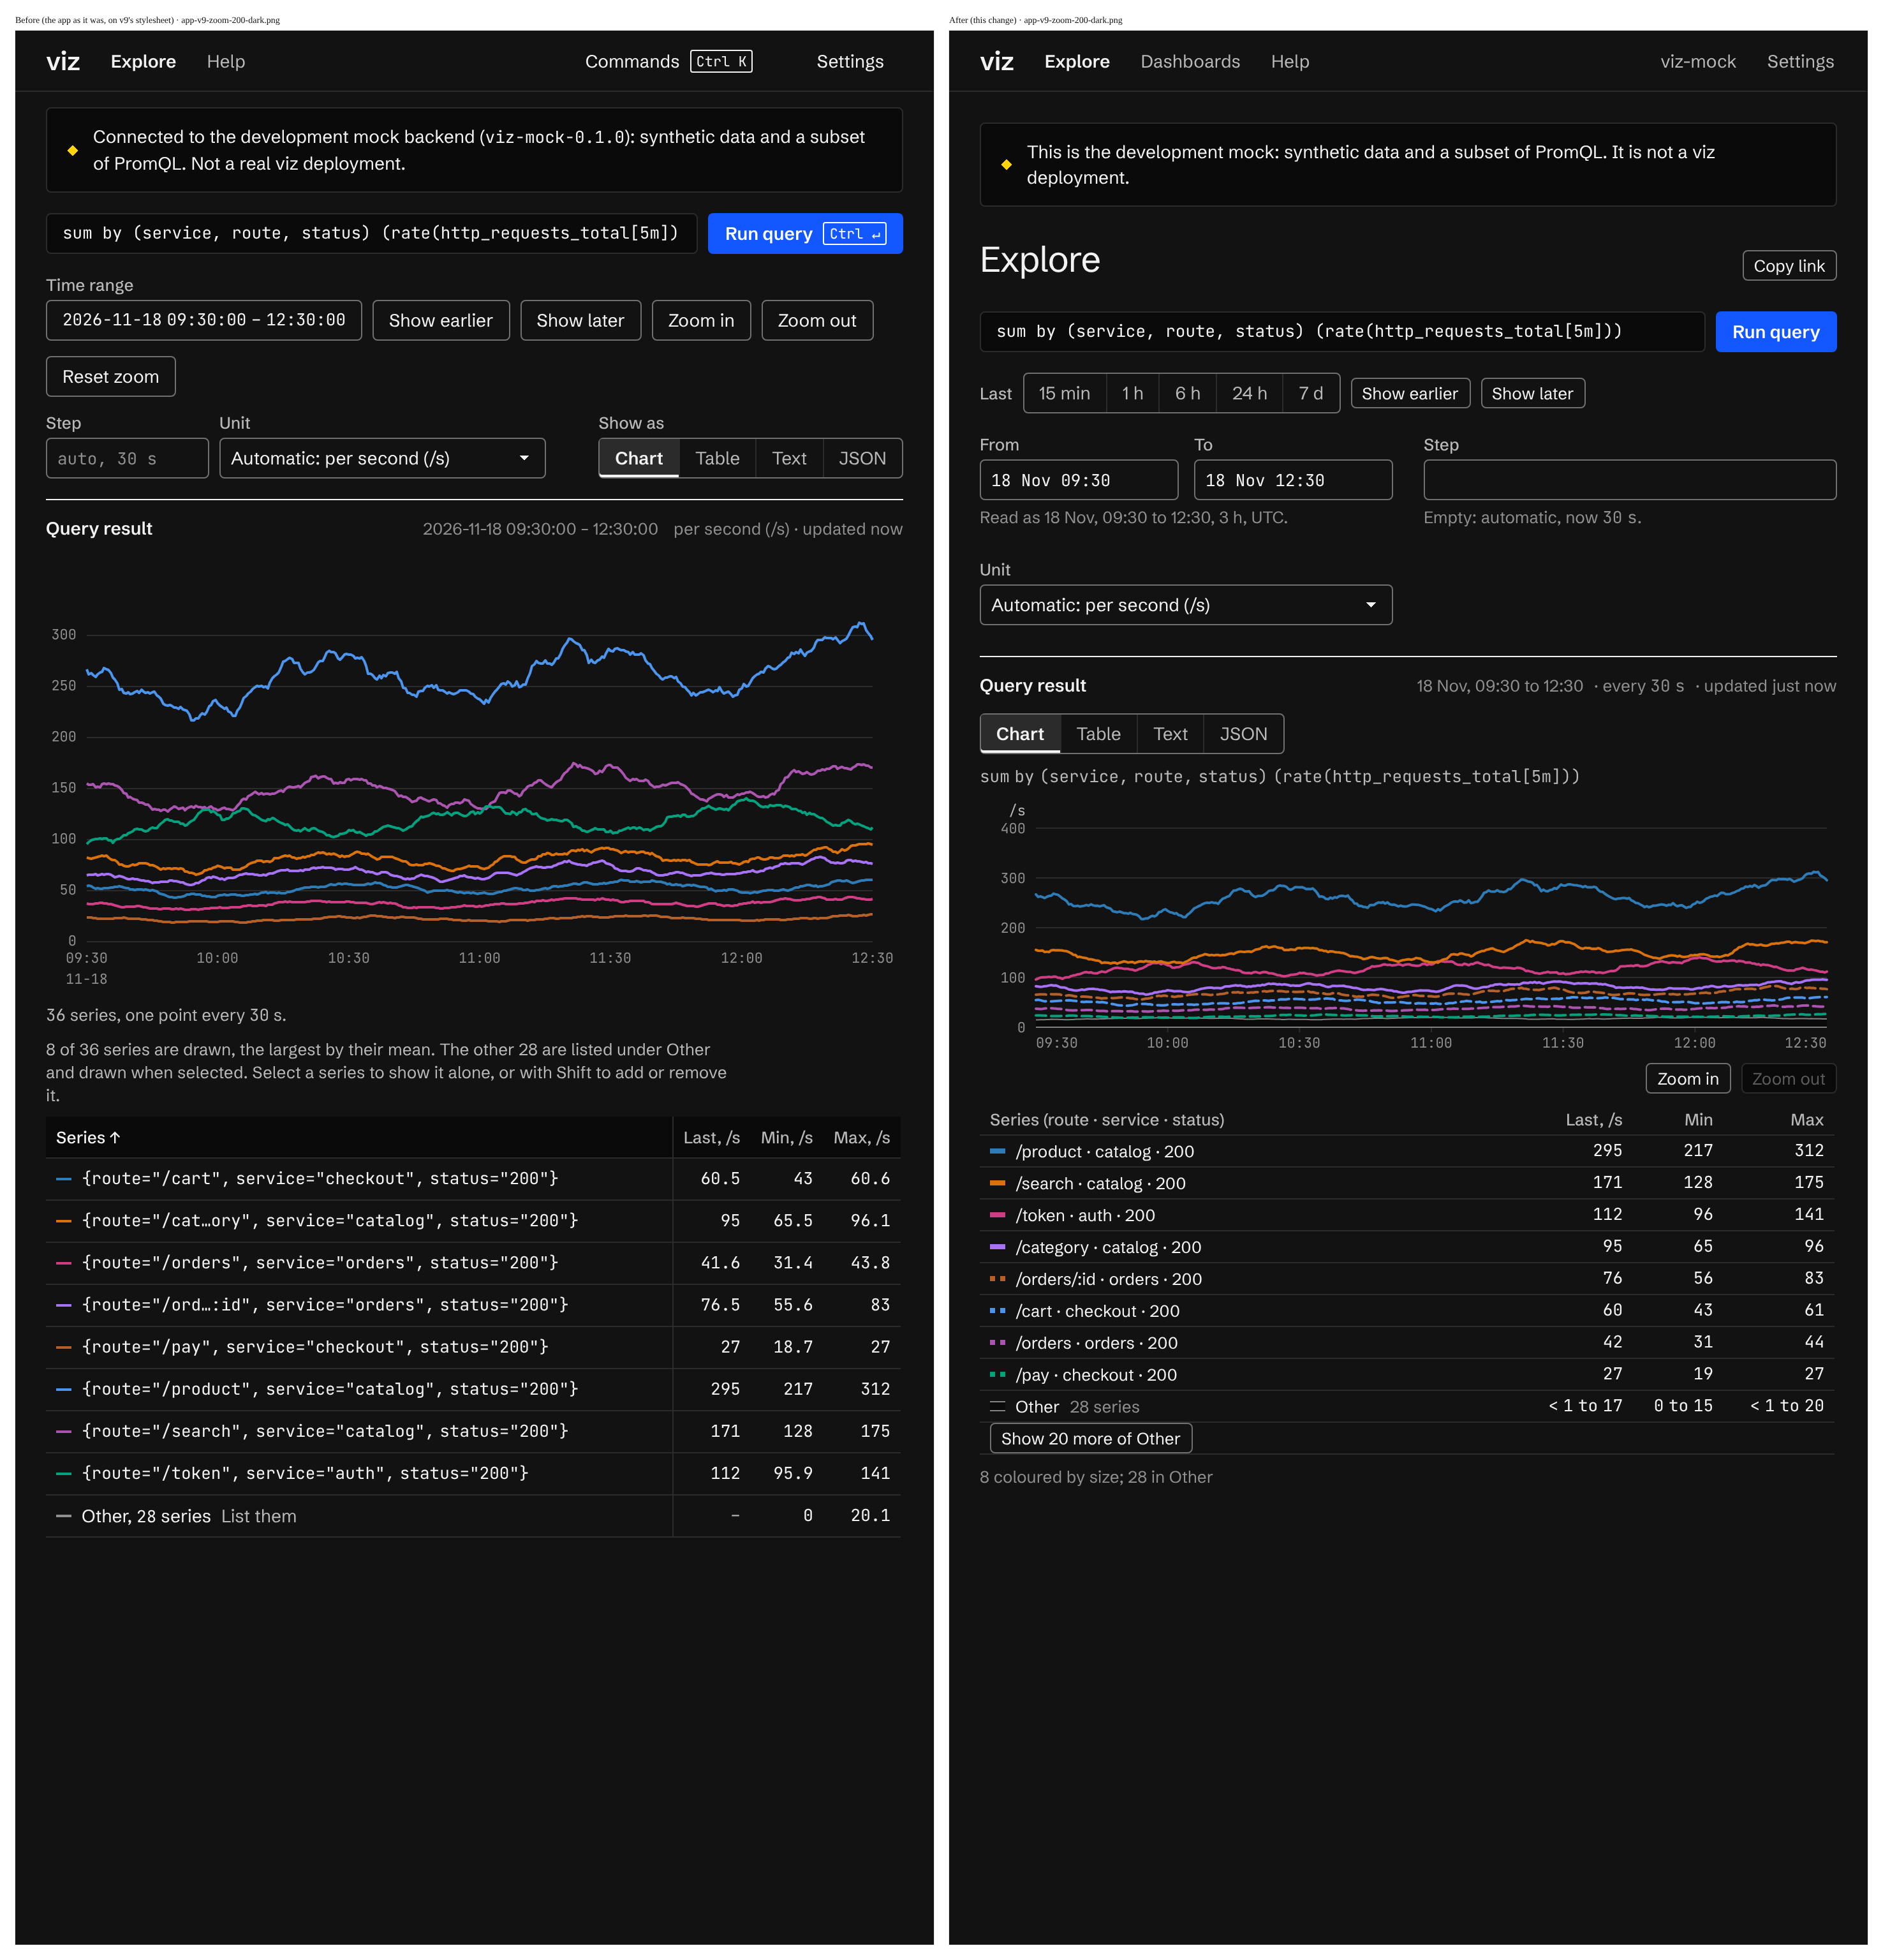 Before (the app as it was, on v9's stylesheet) · app-v9-zoom-200-dark.png
viz Explore Help Commands Ctrl K Settings
Connected to the development mock backend (viz-mock-0.1.0): synthetic data and a subset
of PromQL. Not a real viz deployment.
sum by (service, route, status) (rate(http_requests_total[5m])
Run query Ctrl ↵
Time range
2026-11-18 09:30:00 – 12:30:00 Show earlier Show later Zoom in Zoom out
Reset zoom
Step Unit Show as
auto, 30 s Automatic: per second (/s) Chart Table Text JSON
Query result 2026-11-18 09:30:00 – 12:30:00 per second (/s) · updated now
300
250
200
150
100
50
0
09:30 10:00 10:30 11:00 11:30 12:00 12:30
11-18
36 series, one point every 30 s.
8 of 36 series are drawn, the largest by their mean. The other 28 are listed under Other
and drawn when selected. Select a series to show it alone, or with Shift to add or remove
it.
Series ↑ Last, /s Min, /s Max, /s
{route="/cart", service="checkout", status="200"} 60.5 43 60.6
{route="/cat…ory", service="catalog", status="200"} 95 65.5 96.1
{route="/orders", service="orders", status="200"} 41.6 31.4 43.8
{route="/ord…:id", service="orders", status="200"} 76.5 55.6 83
{route="/pay", service="checkout", status="200"} 27 18.7 27
{route="/product", service="catalog", status="200"} 295 217 312
{route="/search", service="catalog", status="200"} 171 128 175
{route="/token", service="auth", status="200"} 112 95.9 141
Other, 28 series List them – 0 20.1
After (this change) · app-v9-zoom-200-dark.png
viz Explore Dashboards Help viz-mock Settings
This is the development mock: synthetic data and a subset of PromQL. It is not a viz
deployment.
Explore
Copy link
sum by (service, route, status) (rate(http_requests_total[5m]))
Run query
Last 15 min 1 h 6 h 24 h 7 d Show earlier Show later
From To Step
18 Nov 09:30 18 Nov 12:30
Read as 18 Nov, 09:30 to 12:30, 3 h, UTC. Empty: automatic, now 30 s.
Unit
Automatic: per second (/s)
Query result 18 Nov, 09:30 to 12:30 · every 30 s · updated just now
Chart Table Text JSON
sum by (service, route, status) (rate(http_requests_total[5m]))
/s
400
300
200
100
0
09:30 10:00 10:30 11:00 11:30 12:00 12:30
Zoom in Zoom out
Series (route · service · status) Last, /s Min Max
/product · catalog · 200 295 217 312
/search · catalog · 200 171 128 175
/token · auth · 200 112 96 141
/category · catalog · 200 95 65 96
/orders/:id · orders · 200 76 56 83
/cart · checkout · 200 60 43 61
/orders · orders · 200 42 31 44
/pay · checkout · 200 27 19 27
Other 28 series < 1 to 17 0 to 15 < 1 to 20
Show 20 more of Other
8 coloured by size; 28 in Other